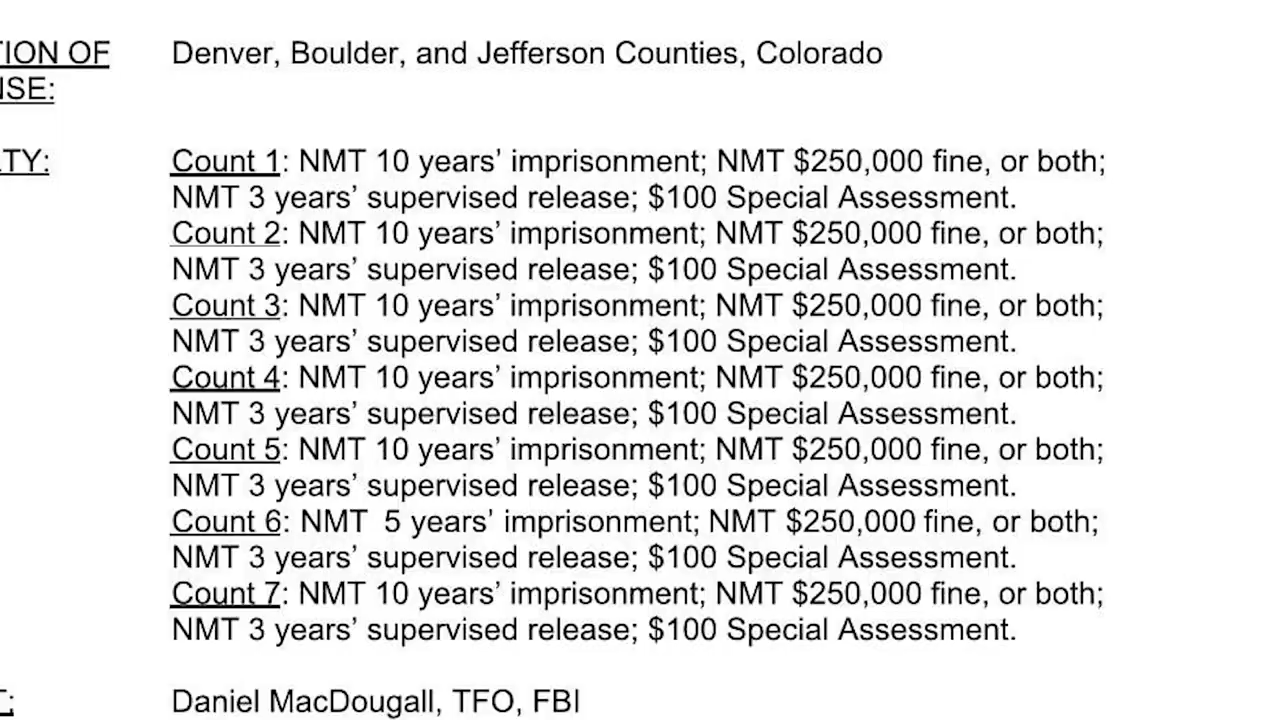 TION OF Denver, Boulder, and Jefferson Counties, Colorado
NSE:
TY: Count 1: NMT 10 years’ imprisonment; NMT $250,000 fine, or both;
NMT 3 years’ supervised release; $100 Special Assessment.
Count 2: NMT 10 years’ imprisonment; NMT $250,000 fine, or both;
NMT 3 years’ supervised release; $100 Special Assessment.
Count 3: NMT 10 years’ imprisonment; NMT $250,000 fine, or both;
NMT 3 years’ supervised release; $100 Special Assessment.
Count 4: NMT 10 years’ imprisonment; NMT $250,000 fine, or both;
NMT 3 years’ supervised release; $100 Special Assessment.
Count 5: NMT 10 years’ imprisonment; NMT $250,000 fine, or both;
NMT 3 years’ supervised release; $100 Special Assessment.
Count 6: NMT  5 years’ imprisonment; NMT $250,000 fine, or both;
NMT 3 years’ supervised release; $100 Special Assessment.
Count 7: NMT 10 years’ imprisonment; NMT $250,000 fine, or both;
NMT 3 years’ supervised release; $100 Special Assessment.
T: Daniel MacDougall, TFO, FBI